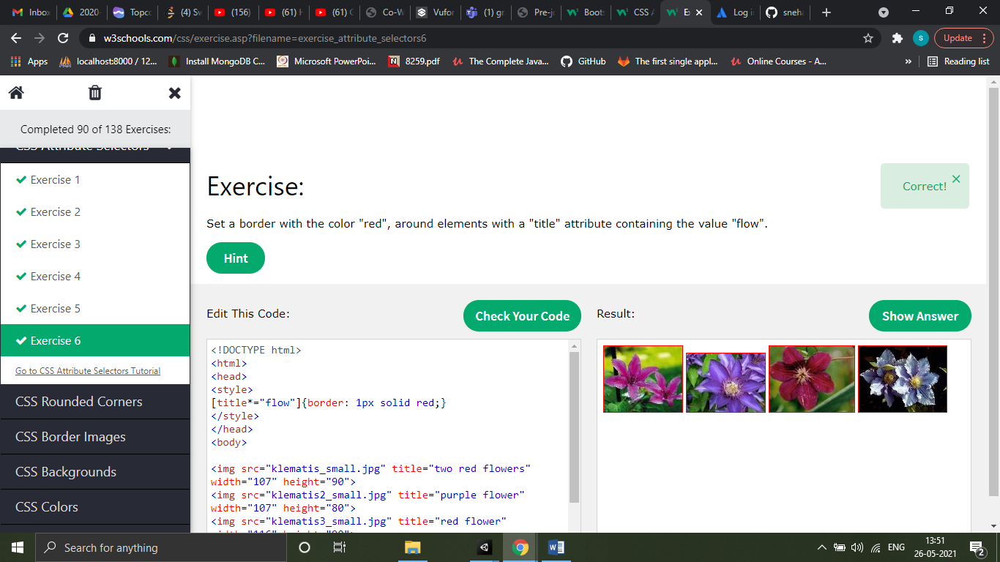 Inbox
2020-
Topco
(4) Sw
(156)
(61) H
(61) C
Co-W
Vufor
(1) gr
Pre-jo
Boots
CSS A
Ex
Log in
sneha
w3schools.com/css/exercise.asp?filename=exercise_attribute_selectors6
s
Update
Apps
localhost:8000 / 12...
Install MongoDB C...
Microsoft PowerPoi...
8259.pdf
The Complete Java...
GitHub
The first single appl...
Online Courses - A...
»
Reading list
Completed 90 of 138 Exercises:
CSS Attribute Selectors
Exercise 1
Exercise 2
Exercise 3
Exercise 4
Exercise 5
Exercise 6
Go to CSS Attribute Selectors Tutorial
CSS Rounded Corners
CSS Border Images
CSS Backgrounds
CSS Colors
Exercise:
Correct!
Set a border with the color "red", around elements with a "title" attribute containing the value "flow".
Hint
Edit This Code:
Check Your Code
Result:
Show Answer
<!DOCTYPE html>
<html>
<head>
<style>
[title*="flow"]{border: 1px solid red;}
</style>
</head>
<body>
<img src="klematis_small.jpg" title="two red flowers"
width="107" height="90">
<img src="klematis2_small.jpg" title="purple flower"
width="107" height="80">
<img src="klematis3_small.jpg" title="red flower"
width="116" height="90">
Search for anything
ENG
13:51
26-05-2021
2